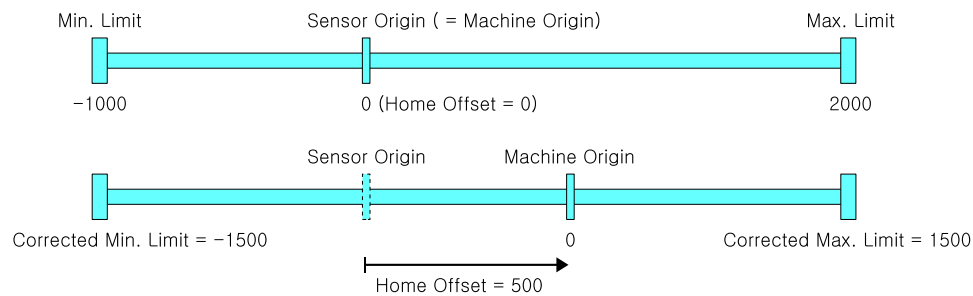 Min. Limit
Sensor Origin ( = Machine Origin)
Max. Limit
-1000
0 (Home Offset = 0)
2000
Sensor Origin
Machine Origin
Corrected Min. Limit = -1500
0
Corrected Max. Limit = 1500
Home Offset = 500